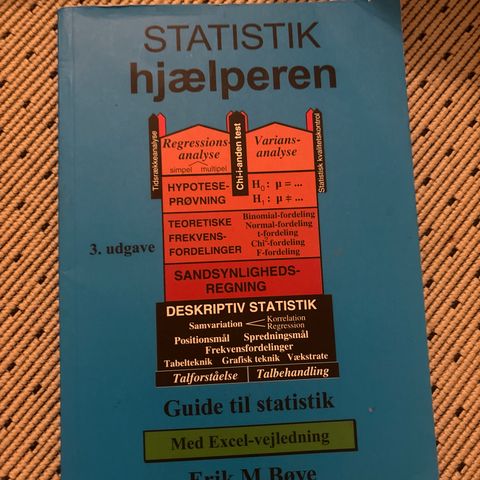 STATISTIK
hjælperen
Tidsrækkeanalyse
Regressions-
analyse
simpel multipel
Chi-i-anden test
Varians-
analyse
Statistisk kvalitetskontrol
HYPOTESE-
PRØVNING
H₀ : μ = ...
H₁ : μ ≠ ...
3. udgave
TEORETISKE
FREKVENS-
FORDELINGER
Binomial-fordeling
Normal-fordeling
t-fordeling
Chi²-fordeling
F-fordeling
SANDSYNLIGHEDS-
REGNING
DESKRIPTIV STATISTIK
Samvariation
Korrelation
Regression
Positionsmål Spredningsmål
Frekvensfordelinger
Tabelteknik Grafisk teknik Vækstrate
Talforståelse Talbehandling
Guide til statistik
Med Excel-vejledning
Erik M Bøye